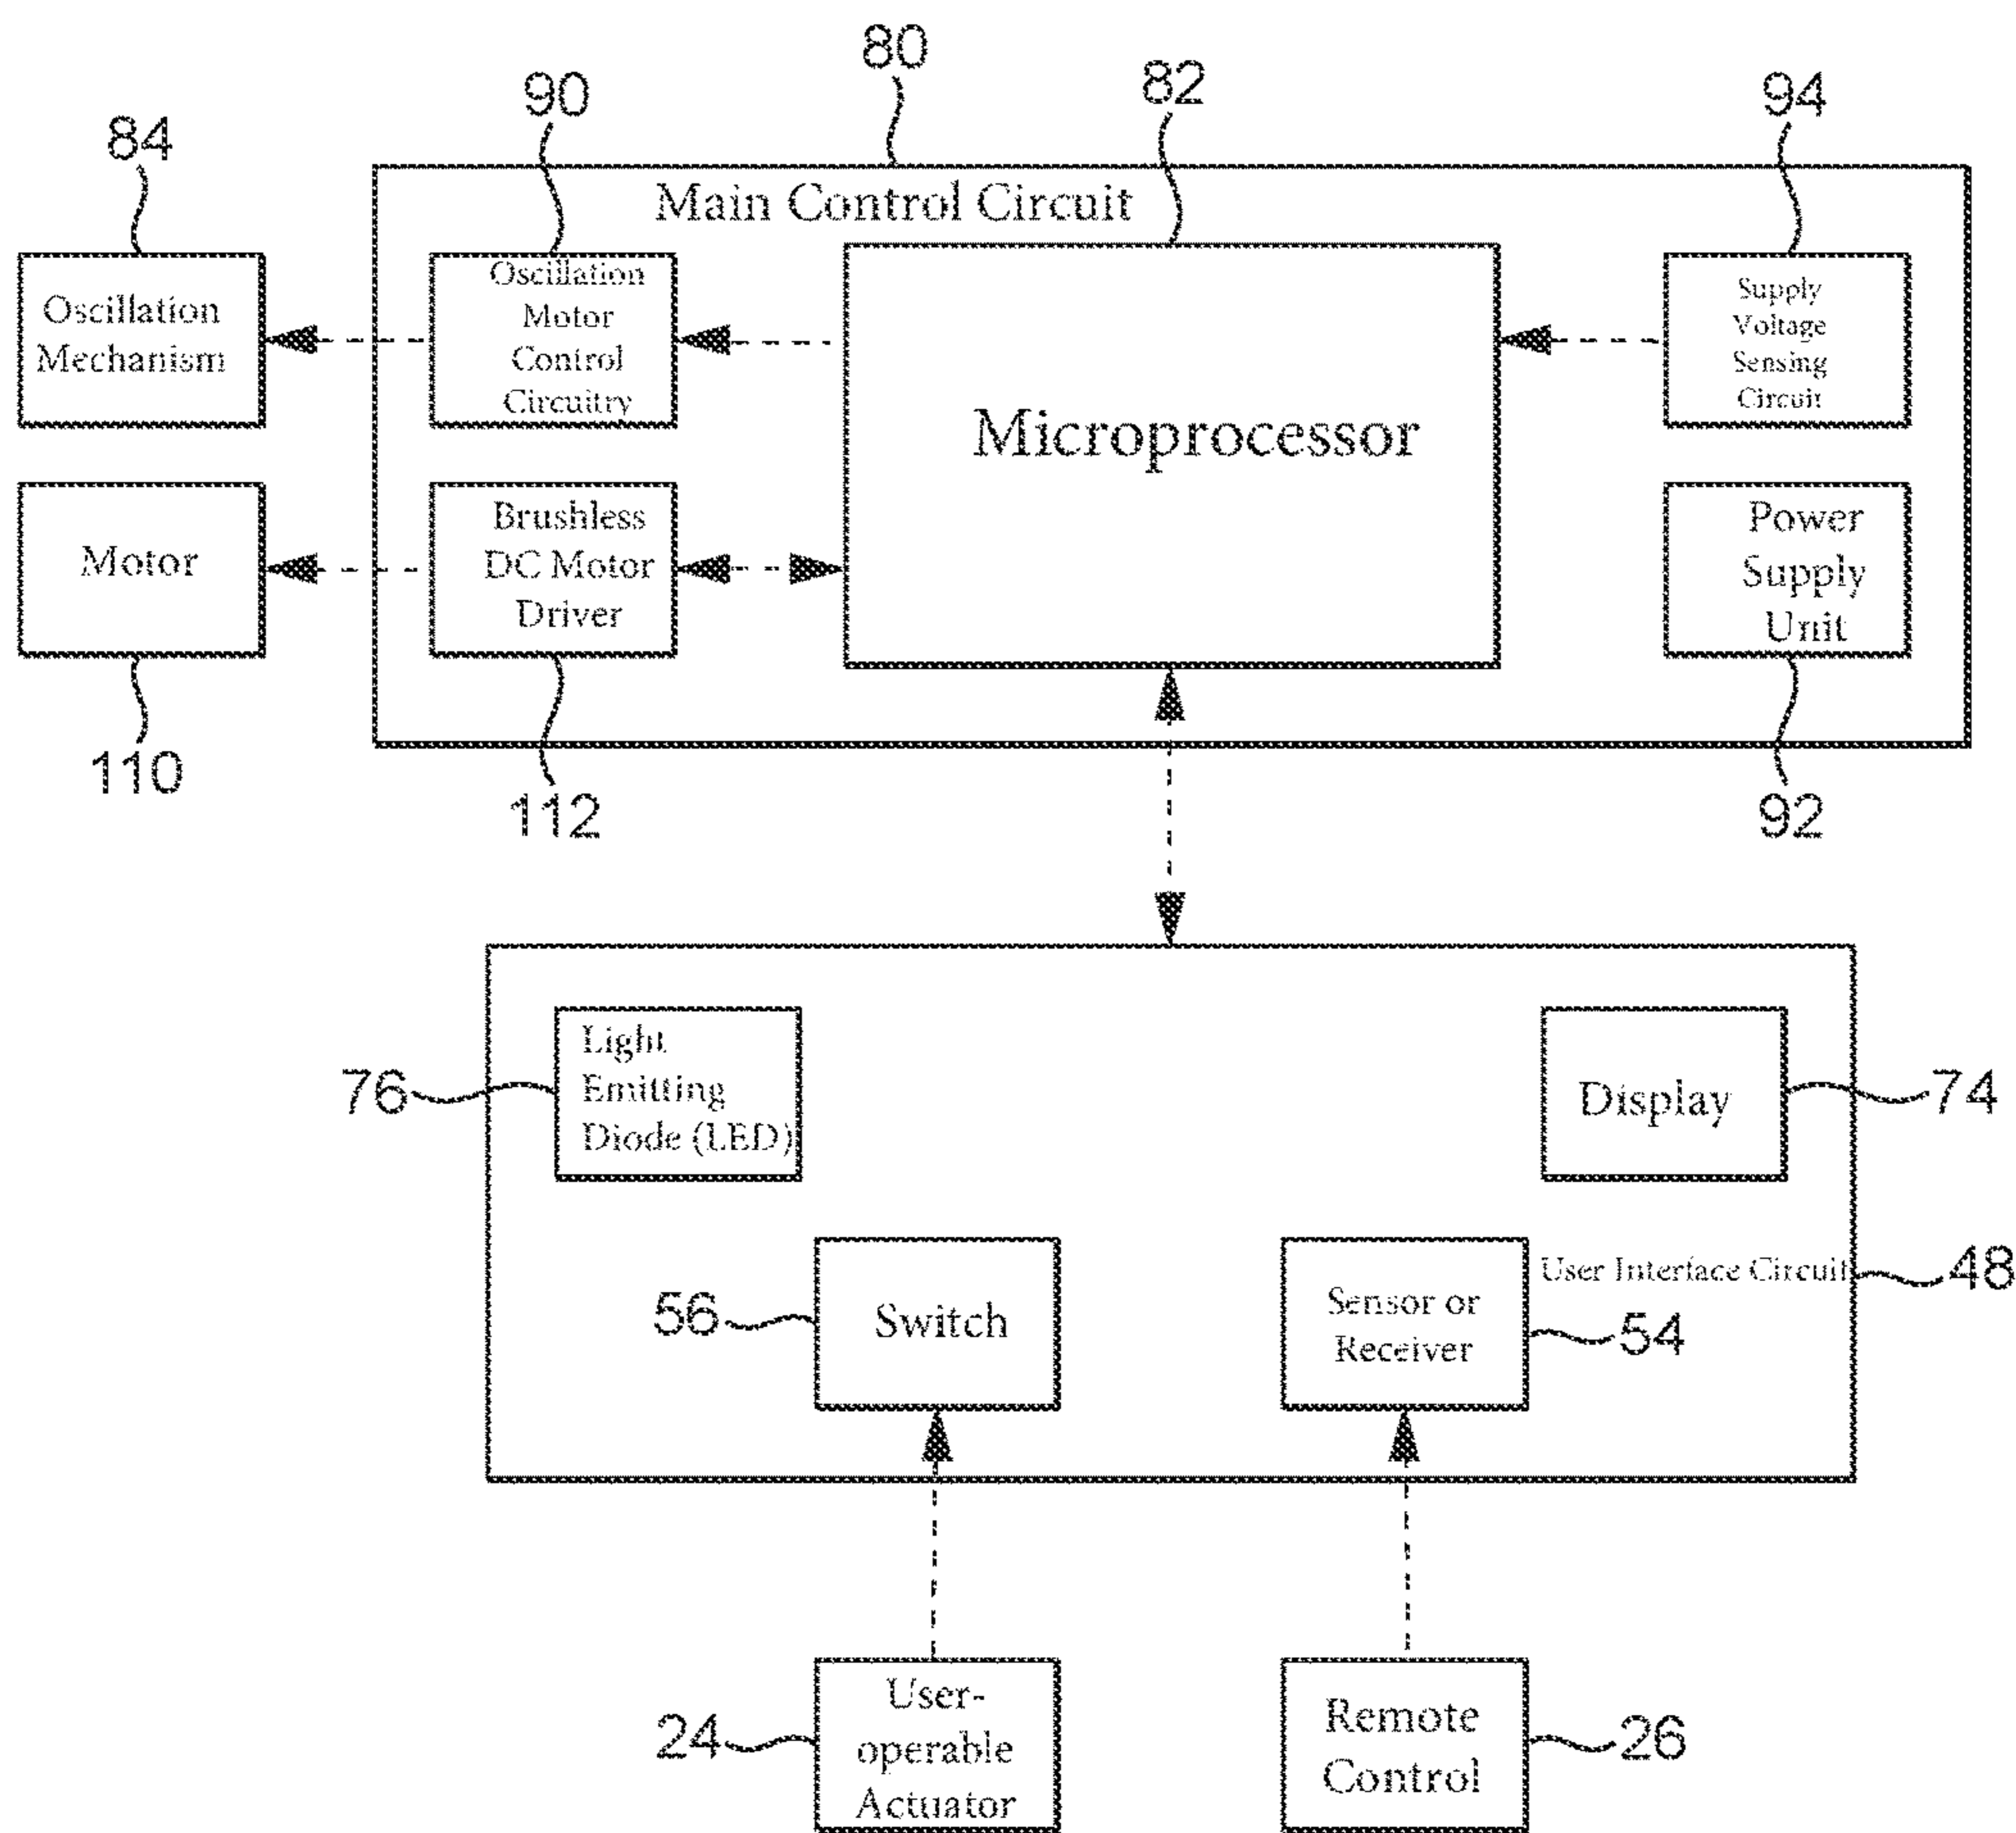 80
82
90
94
84
Main Control Circuit
Oscillation
Mechanism
Oscillation
Motor
Control
Circuitry
Microprocessor
Supply
Voltage
Sensing
Circuit
Motor
Brushless
DC Motor
Driver
Power
Supply
Unit
110
112
92
Light
Emitting
Diode (LED)
76
Display
74
User Interface Circuit
48
56
Switch
Sensor or
Receiver
54
24
User-
operable
Actuator
Remote
Control
26